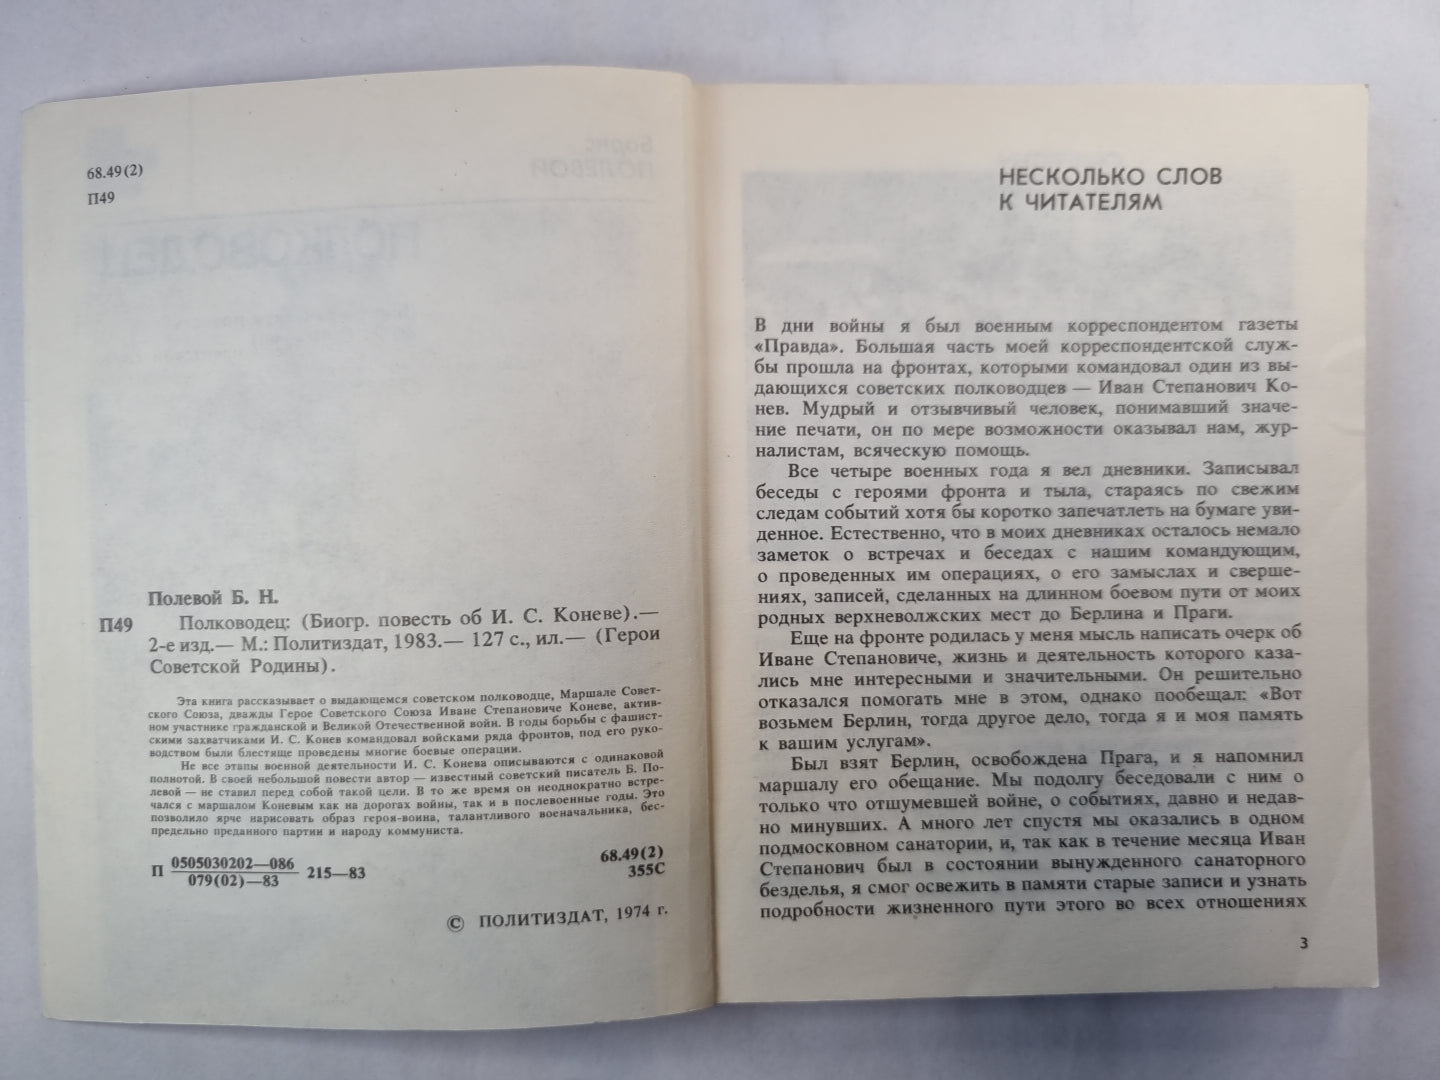 68.49(2)
П49
Полевой Б. Н.
П49 Полководец: (Биогр. повесть об И. С. Коневе).—
2-е изд.— М.: Политиздат, 1983.— 127 с., ил.— (Герои
Советской Родины).
Эта книга рассказывает о выдающемся советском полководце, Маршале Совет-
ского Союза, дважды Герое Советского Союза Иване Степановиче Коневе, актив-
ном участнике гражданской и Великой Отечественной войн. В годы борьбы с фашист-
скими захватчиками И. С. Конев командовал войсками ряда фронтов, под его руко-
водством были блестяще проведены многие боевые операции.
Не все этапы военной деятельности И. С. Конева описываются с одинаковой
полнотой. В своей небольшой повести автор — известный советский писатель Б. По-
левой — не ставил перед собой такой цели. В то же время он неоднократно встре-
чался с маршалом Коневым как на дорогах войны, так и в послевоенные годы. Это
позволило ярче нарисовать образ героя-воина, талантливого военачальника, бес-
предельно преданного партии и народу коммуниста.
П 0505030202—086
079(02)—83 215—83
68.49(2)
355С
© ПОЛИТИЗДАТ, 1974 г.
НЕСКОЛЬКО СЛОВ
К ЧИТАТЕЛЯМ
В дни войны я был военным корреспондентом газеты
«Правда». Большая часть моей корреспондентской служ-
бы прошла на фронтах, которыми командовал один из вы-
дающихся советских полководцев — Иван Степанович Ко-
нев. Мудрый и отзывчивый человек, понимавший значе-
ние печати, он по мере возможности оказывал нам, жур-
налистам, всяческую помощь.
Все четыре военных года я вел дневники. Записывал
беседы с героями фронта и тыла, стараясь по свежим
следам событий хотя бы коротко запечатлеть на бумаге уви-
денное. Естественно, что в моих дневниках осталось немало
заметок о встречах и беседах с нашим командующим,
о проведенных им операциях, о его замыслах и сверше-
ниях, записей, сделанных на длинном боевом пути от моих
родных верхневолжских мест до Берлина и Праги.
Еще на фронте родилась у меня мысль написать очерк об
Иване Степановиче, жизнь и деятельность которого каза-
лись мне интересными и значительными. Он решительно
отказался помогать мне в этом, однако пообещал: «Вот
возьмем Берлин, тогда другое дело, тогда я и моя память
к вашим услугам».
Был взят Берлин, освобождена Прага, и я напомнил
маршалу его обещание. Мы подолгу беседовали с ним о
только что отшумевшей войне, о событиях, давно и недав-
но минувших. А много лет спустя мы оказались в одном
подмосковном санатории, и, так как в течение месяца Иван
Степанович был в состоянии вынужденного санаторного
безделья, я смог освежить в памяти старые записи и узнать
подробности жизненного пути этого во всех отношениях
3